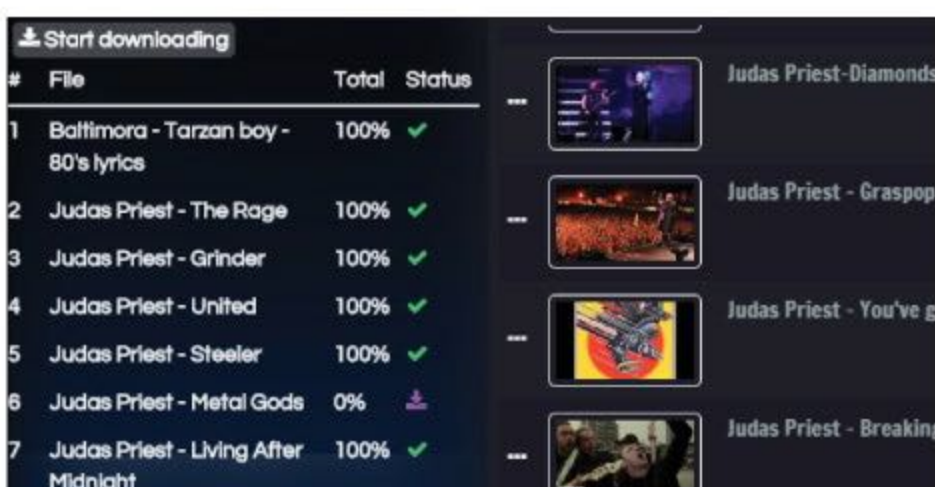 Start downloading
# File Total Status
1 Baltimora - Tarzan boy - 100%
80's lyrics
2 Judas Priest - The Rage 100%
3 Judas Priest - Grinder 100%
4 Judas Priest - United 100%
5 Judas Priest - Steeler 100%
6 Judas Priest - Metal Gods 0%
7 Judas Priest - Living After 100%
Midnight
Judas Priest-Diamonds
Judas Priest - Graspop
Judas Priest - You've g
Judas Priest - Breaking